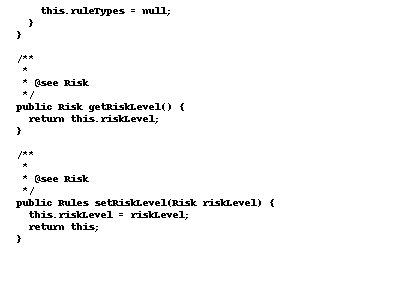 this.ruleTypes = null;
}
}
/**
*
* @see Risk
*/
public Risk getRiskLevel() {
return this.riskLevel;
}
/**
*
* @see Risk
*/
public Rules setRiskLevel(Risk riskLevel) {
this.riskLevel = riskLevel;
return this;
}